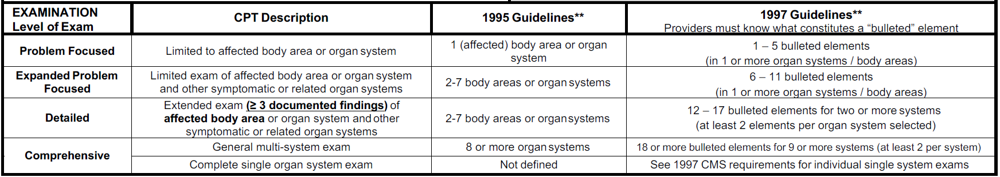 EXAMINATION
Level of Exam
CPT Description
1995 Guidelines**
1997 Guidelines**
Providers must know what constitutes a “bulleted” element
Problem Focused
Limited to affected body area or organ system
1 (affected) body area or organ
system
1 – 5 bulleted elements
(in 1 or more organ systems / body areas)
Expanded Problem
Focused
Limited exam of affected body area or organ system
and other symptomatic or related organ systems
2-7 body areas or organ systems
6 – 11 bulleted elements
(in 1 or more organ systems / body areas)
Detailed
Extended exam (≥ 3 documented findings) of
affected body area or organ system and other
symptomatic or related organ systems
2-7 body areas or organ systems
12 – 17 bulleted elements for two or more systems
(at least 2 elements per organ system selected)
Comprehensive
General multi-system exam
8 or more organ systems
18 or more bulleted elements for 9 or more systems (at least 2 per system)
Complete single organ system exam
Not defined
See 1997 CMS requirements for individual single system exams